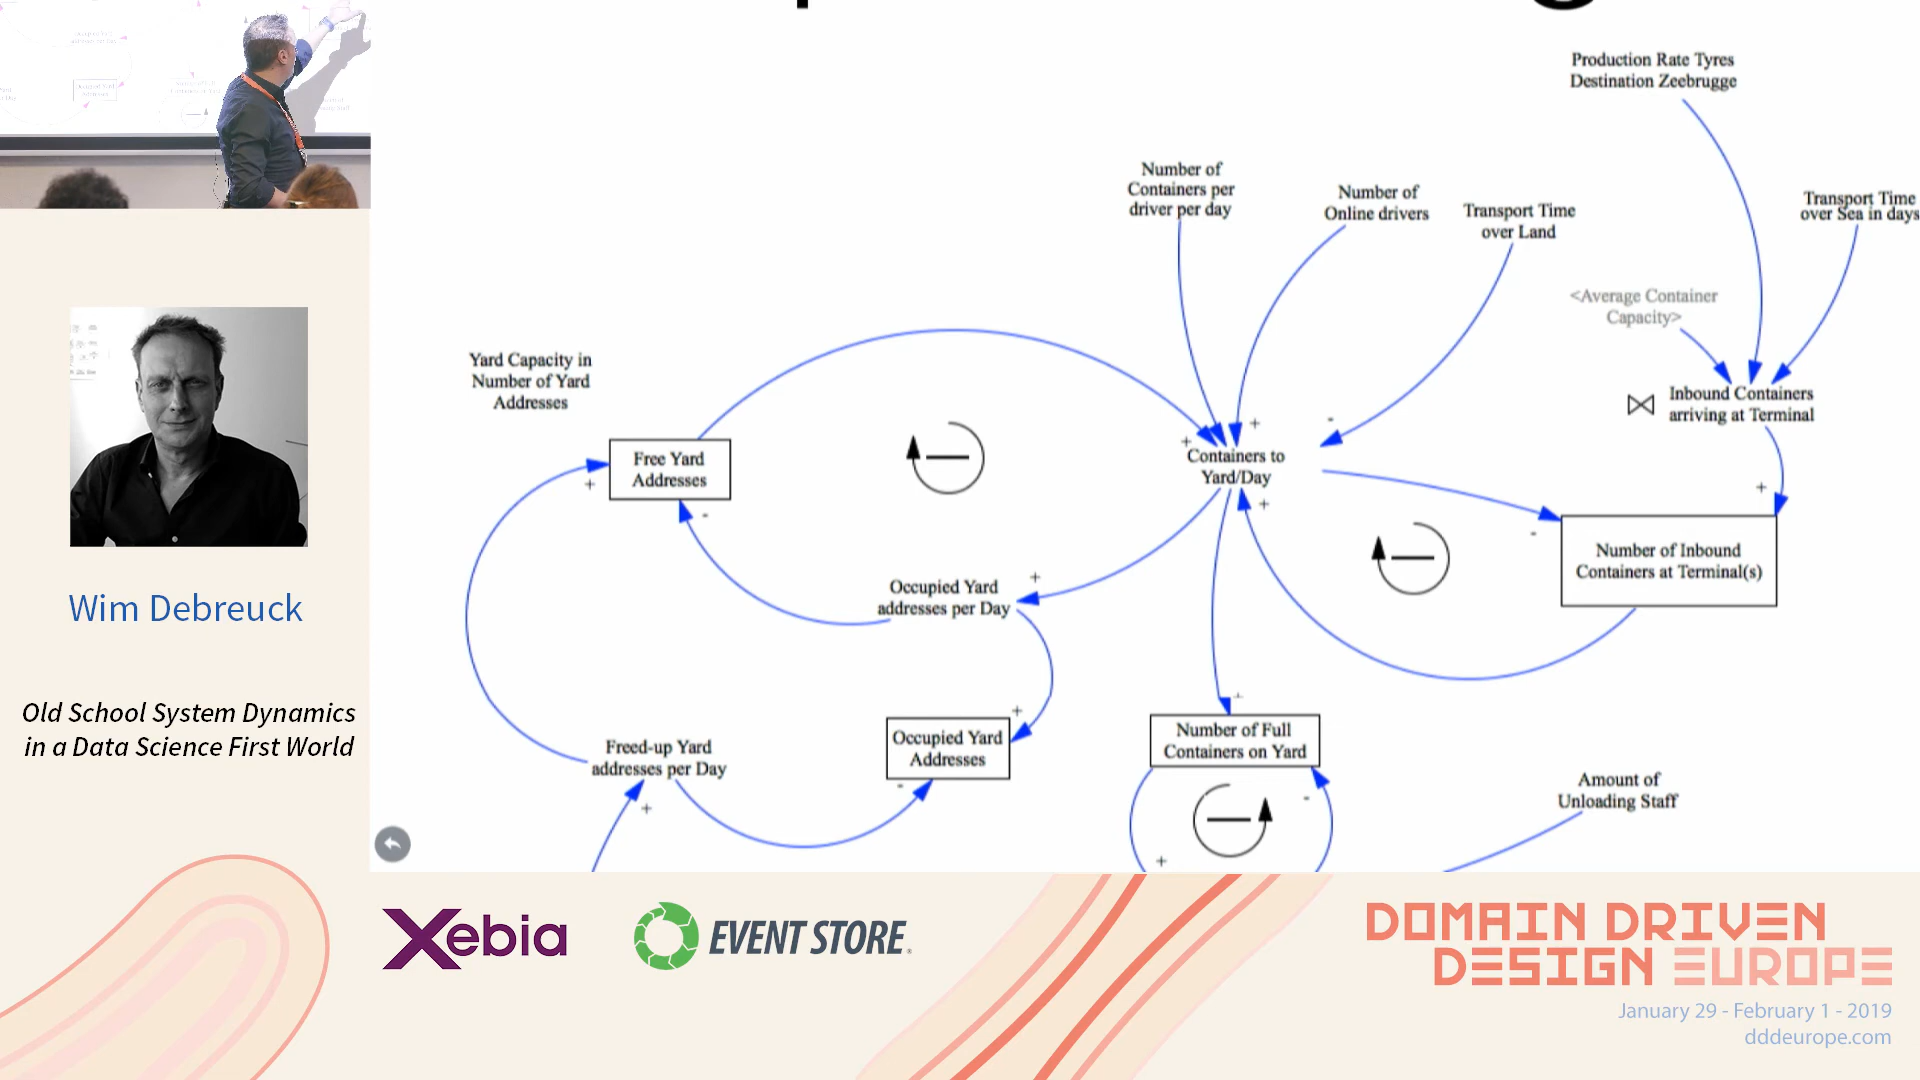 Production Rate Tyres
Destination Zeebrugge
Number of
Containers per
driver per day
Number of
Online drivers
Transport Time
over Land
Transport Time
over Sea in days
<Average Container
Capacity>
Inbound Containers
arriving at Terminal
Yard Capacity in
Number of Yard
Addresses
Free Yard
Addresses
Containers to
Yard/Day
Number of Inbound
Containers at Terminal(s)
Occupied Yard
addresses per Day
Freed-up Yard
addresses per Day
Occupied Yard
Addresses
Number of Full
Containers on Yard
Amount of
Unloading Staff
Wim Debreuck
Old School System Dynamics
in a Data Science First World
Xebia
EVENT STORE®
DOMAIN DRIVEN
DESIGN EUROPE
January 29 - February 1 - 2019
dddeurope.com